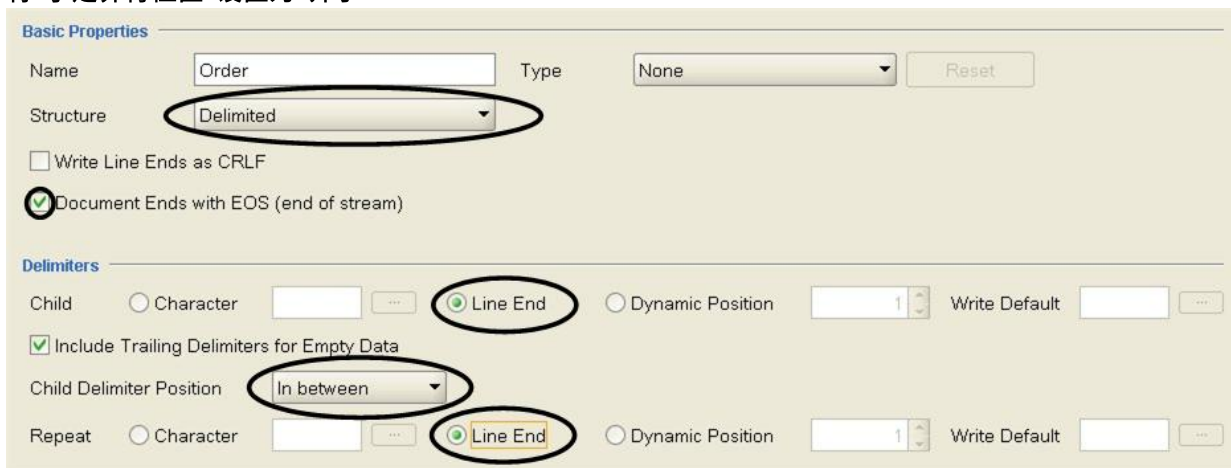 Basic Properties
Name Order Type None Reset
Structure Delimited
Write Line Ends as CRLF
Document Ends with EOS (end of stream)
Delimiters
Child Character ... Line End Dynamic Position 1 Write Default ...
Include Trailing Delimiters for Empty Data
Child Delimiter Position In between
Repeat Character ... Line End Dynamic Position 1 Write Default ...